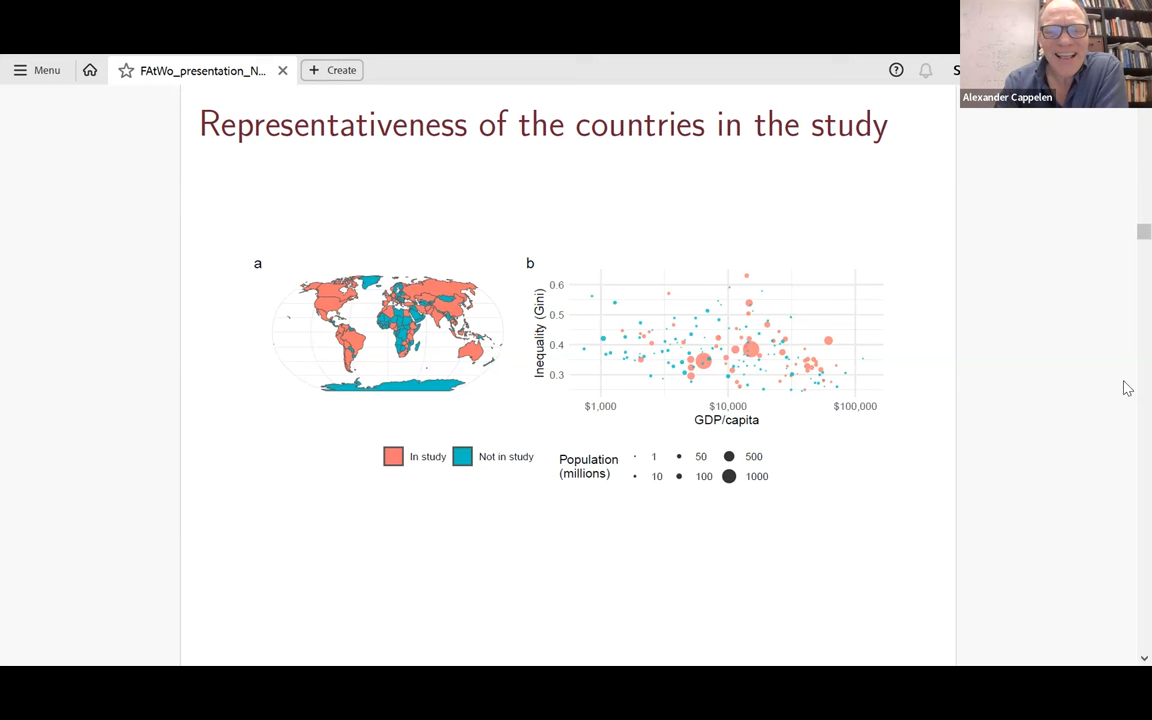 Menu
FAtWo_presentation_N...
Create
S
Alexander Cappelen
Representativeness of the countries in the study
a
b
Inequality (Gini)
0.6
0.5
0.4
0.3
$1,000
$10,000
$100,000
GDP/capita
In study
Not in study
Population
(millions)
1
50
500
10
100
1000